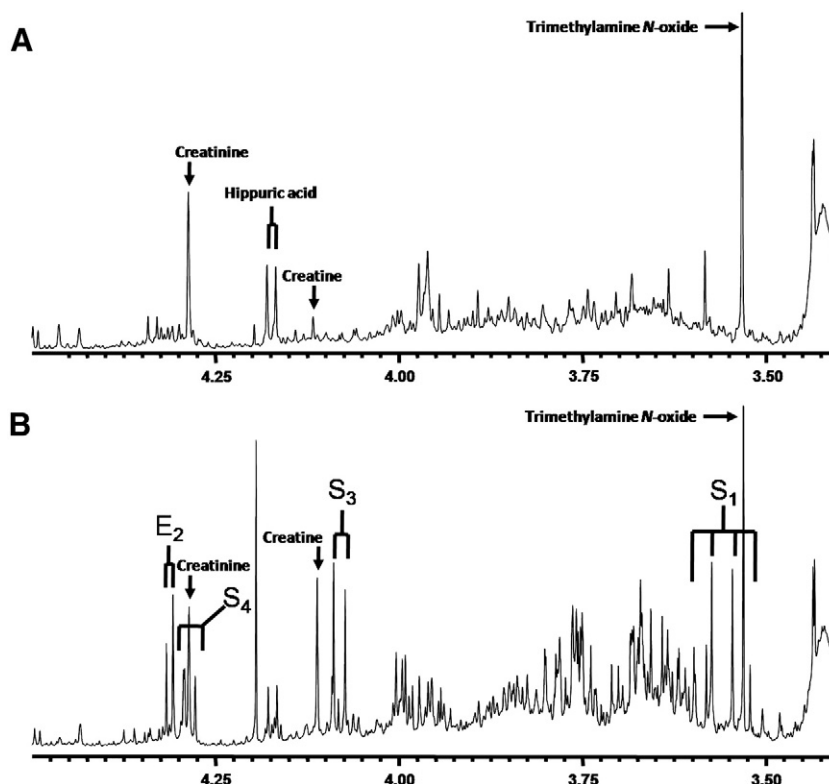 A
Trimethylamine N-oxide
Creatinine
Hippuric acid
Creatine
4.25
4.00
3.75
3.50
B
Trimethylamine N-oxide
S1
S3
E2
Creatine
Creatinine
S4
4.25
4.00
3.75
3.50